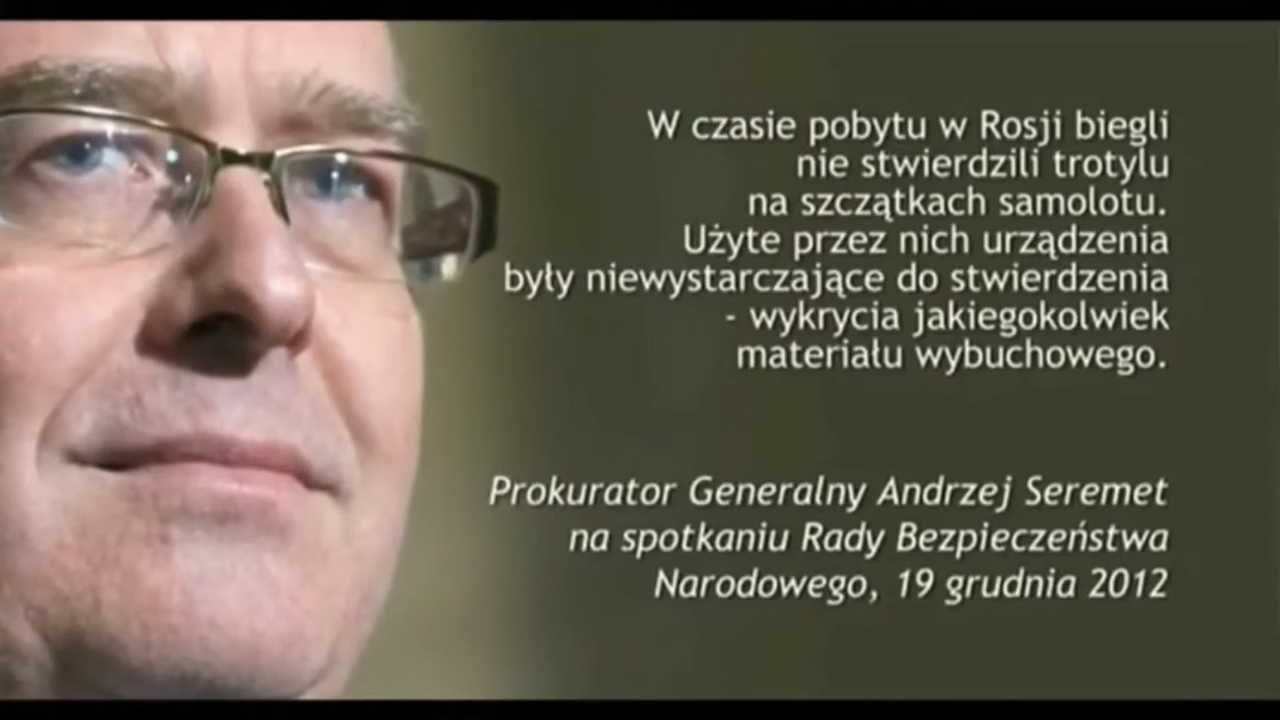 W czasie pobytu w Rosji biegli
nie stwierdzili trotylu
na szczątkach samolotu.
Użyte przez nich urządzenia
były niewystarczające do stwierdzenia
- wykrycia jakiegokolwiek
materiału wybuchowego.
Prokurator Generalny Andrzej Seremet
na spotkaniu Rady Bezpieczeństwa
Narodowego, 19 grudnia 2012